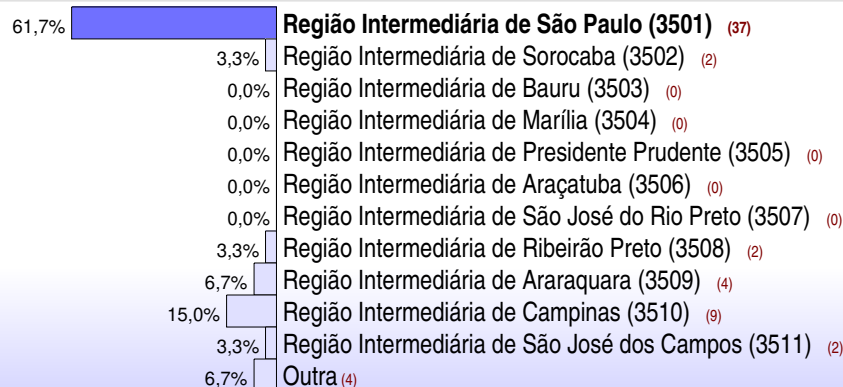 61,7% Região Intermediária de São Paulo (3501) (37)
3,3% Região Intermediária de Sorocaba (3502) (2)
0,0% Região Intermediária de Bauru (3503) (0)
0,0% Região Intermediária de Marília (3504) (0)
0,0% Região Intermediária de Presidente Prudente (3505) (0)
0,0% Região Intermediária de Araçatuba (3506) (0)
0,0% Região Intermediária de São José do Rio Preto (3507) (0)
3,3% Região Intermediária de Ribeirão Preto (3508) (2)
6,7% Região Intermediária de Araraquara (3509) (4)
15,0% Região Intermediária de Campinas (3510) (9)
3,3% Região Intermediária de São José dos Campos (3511) (2)
6,7% Outra (4)